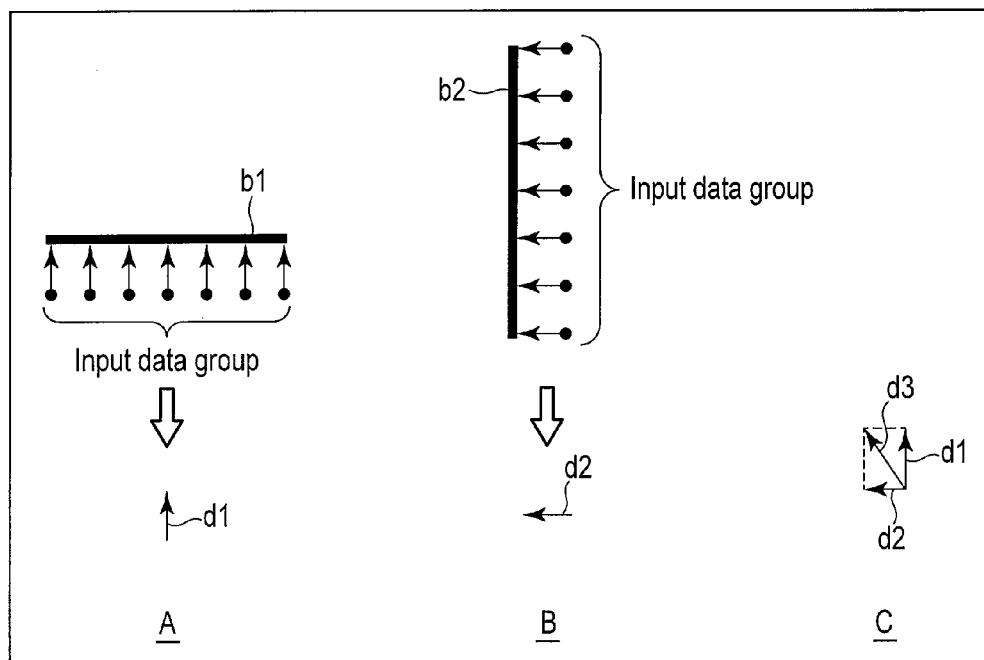 b1
Input data group
d1
A
b2
Input data group
d2
B
d3
d1
d2
C